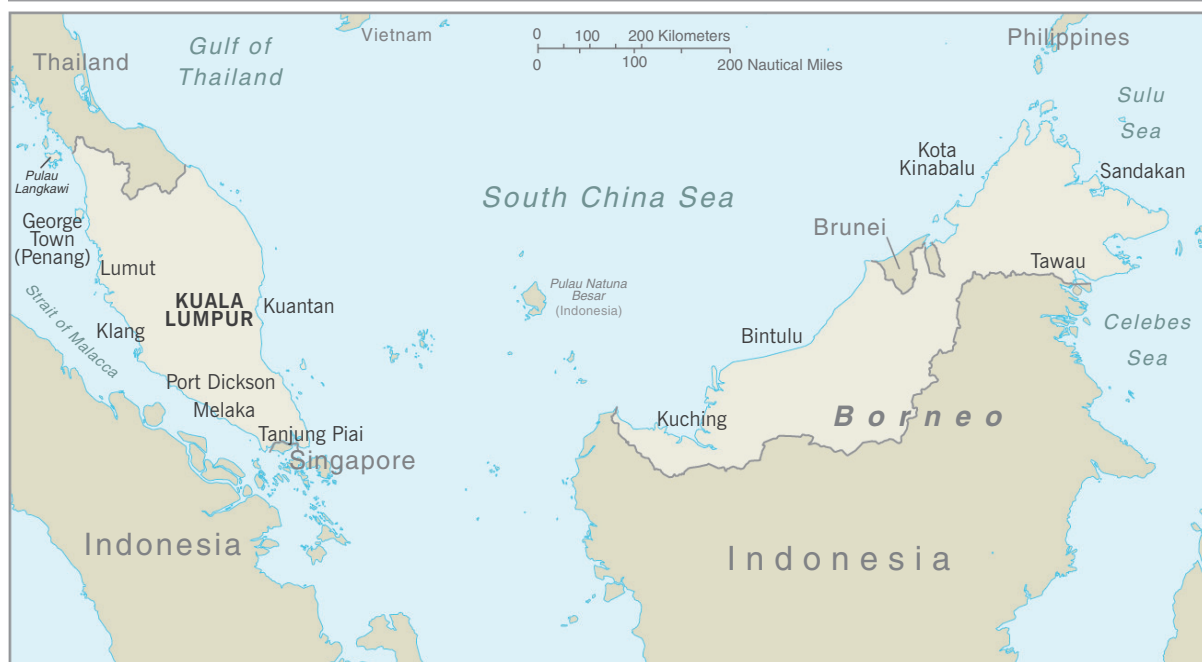 Gulf of
Thailand
Vietnam
0 100 200 Kilometers
0 100 200 Nautical Miles
Philippines
Thailand
Sulu
Sea
Pulau
Langkawi
Kota
Kinabalu
Sandakan
South China Sea
George
Town
(Penang)
Brunei
Lumut
Tawau
KUALA
LUMPUR
Kuantan
Pulau Natuna
Besar
(Indonesia)
Strait of Malacca
Klang
Bintulu
Celebes
Sea
Port Dickson
Melaka
Kuching
Borneo
Tanjung Piai
Singapore
Indonesia
Indonesia